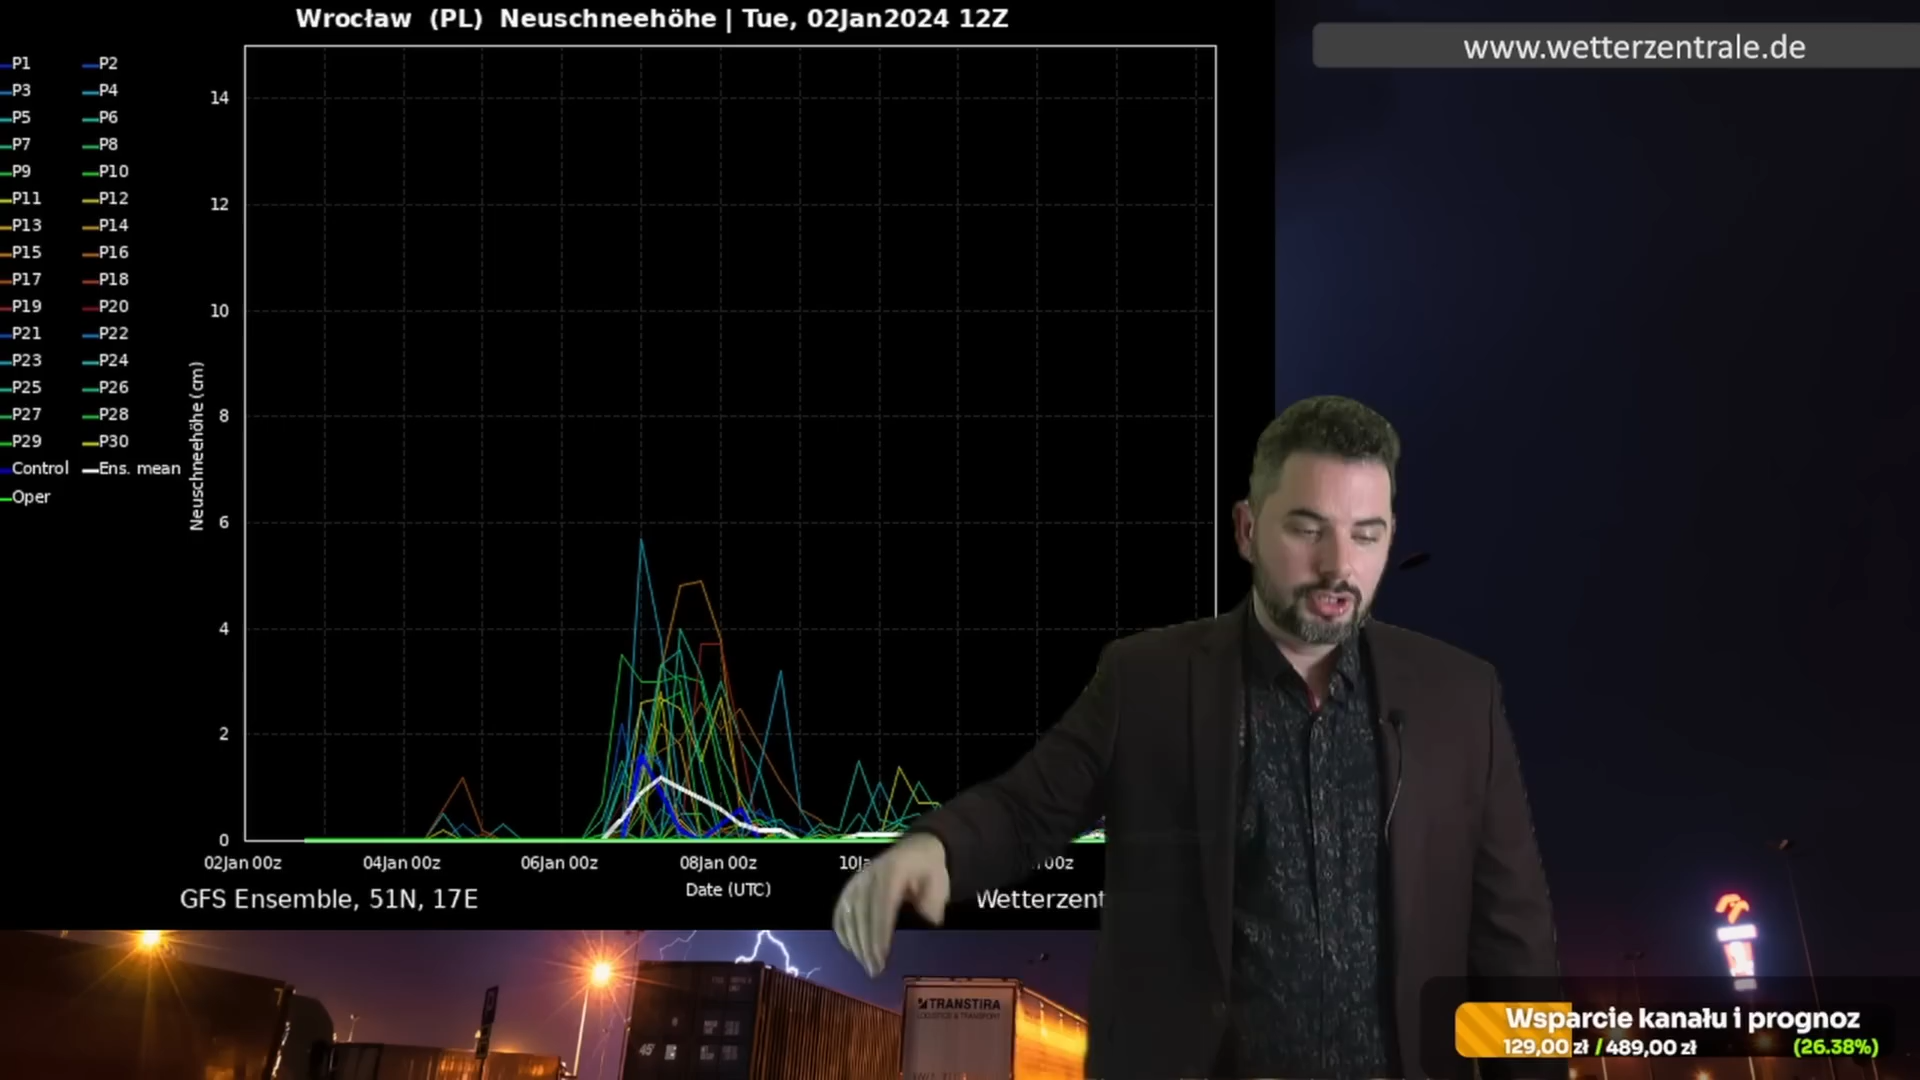 Wrocław (PL) Neuschneehöhe | Tue, 02Jan2024 12Z
www.wetterzentrale.de
P1 P2
P3 P4
P5 P6
P7 P8
P9 P10
P11 P12
P13 P14
P15 P16
P17 P18
P19 P20
P21 P22
P23 P24
P25 P26
P27 P28
P29 P30
Control Ens. mean
Oper
Neuschneehöhe (cm)
14
12
10
8
6
4
2
0
02Jan 00z 04Jan 00z 06Jan 00z 08Jan 00z
Date (UTC)
GFS Ensemble, 51N, 17E
TRANSTIRA
LOGISTICS & TRANSPORT
45'
Wsparcie kanału i prognoz
129,00 zł / 489,00 zł (26.38%)